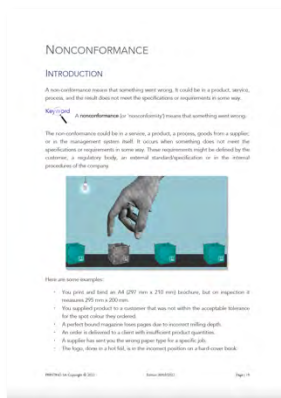 NONCONFORMANCE
INTRODUCTION
A non-conformance means that something went wrong. It could be in a product, service,
process, and the result does not meet the specifications or requirements in some way.
Keyword
A nonconformance (or 'nonconformity') means that something went wrong.
The non-conformance could be in a service, a product, a process, goods from a supplier,
or in the management system itself. It occurs when something does not meet the
specifications or requirements in some way. These requirements might be defined by the
customer, a regulatory body, an external standard/specification or in the internal
procedures of the company.
Here are some examples:
You print and bind an A4 (297 mm x 210 mm) brochure, but on inspection it
measures 295 mm x 200 mm.
You supplied product to a customer that was not within the acceptable tolerance
for the spot colour they ordered.
A perfect bound magazine loses pages due to incorrect milling depth.
An order is delivered to a client with insufficient product quantities.
A supplier has sent you the wrong paper type for a specific job.
The logo, done in a hot foil, is in the incorrect position on a hard-cover book.
Copyright © 2021
Page | 9